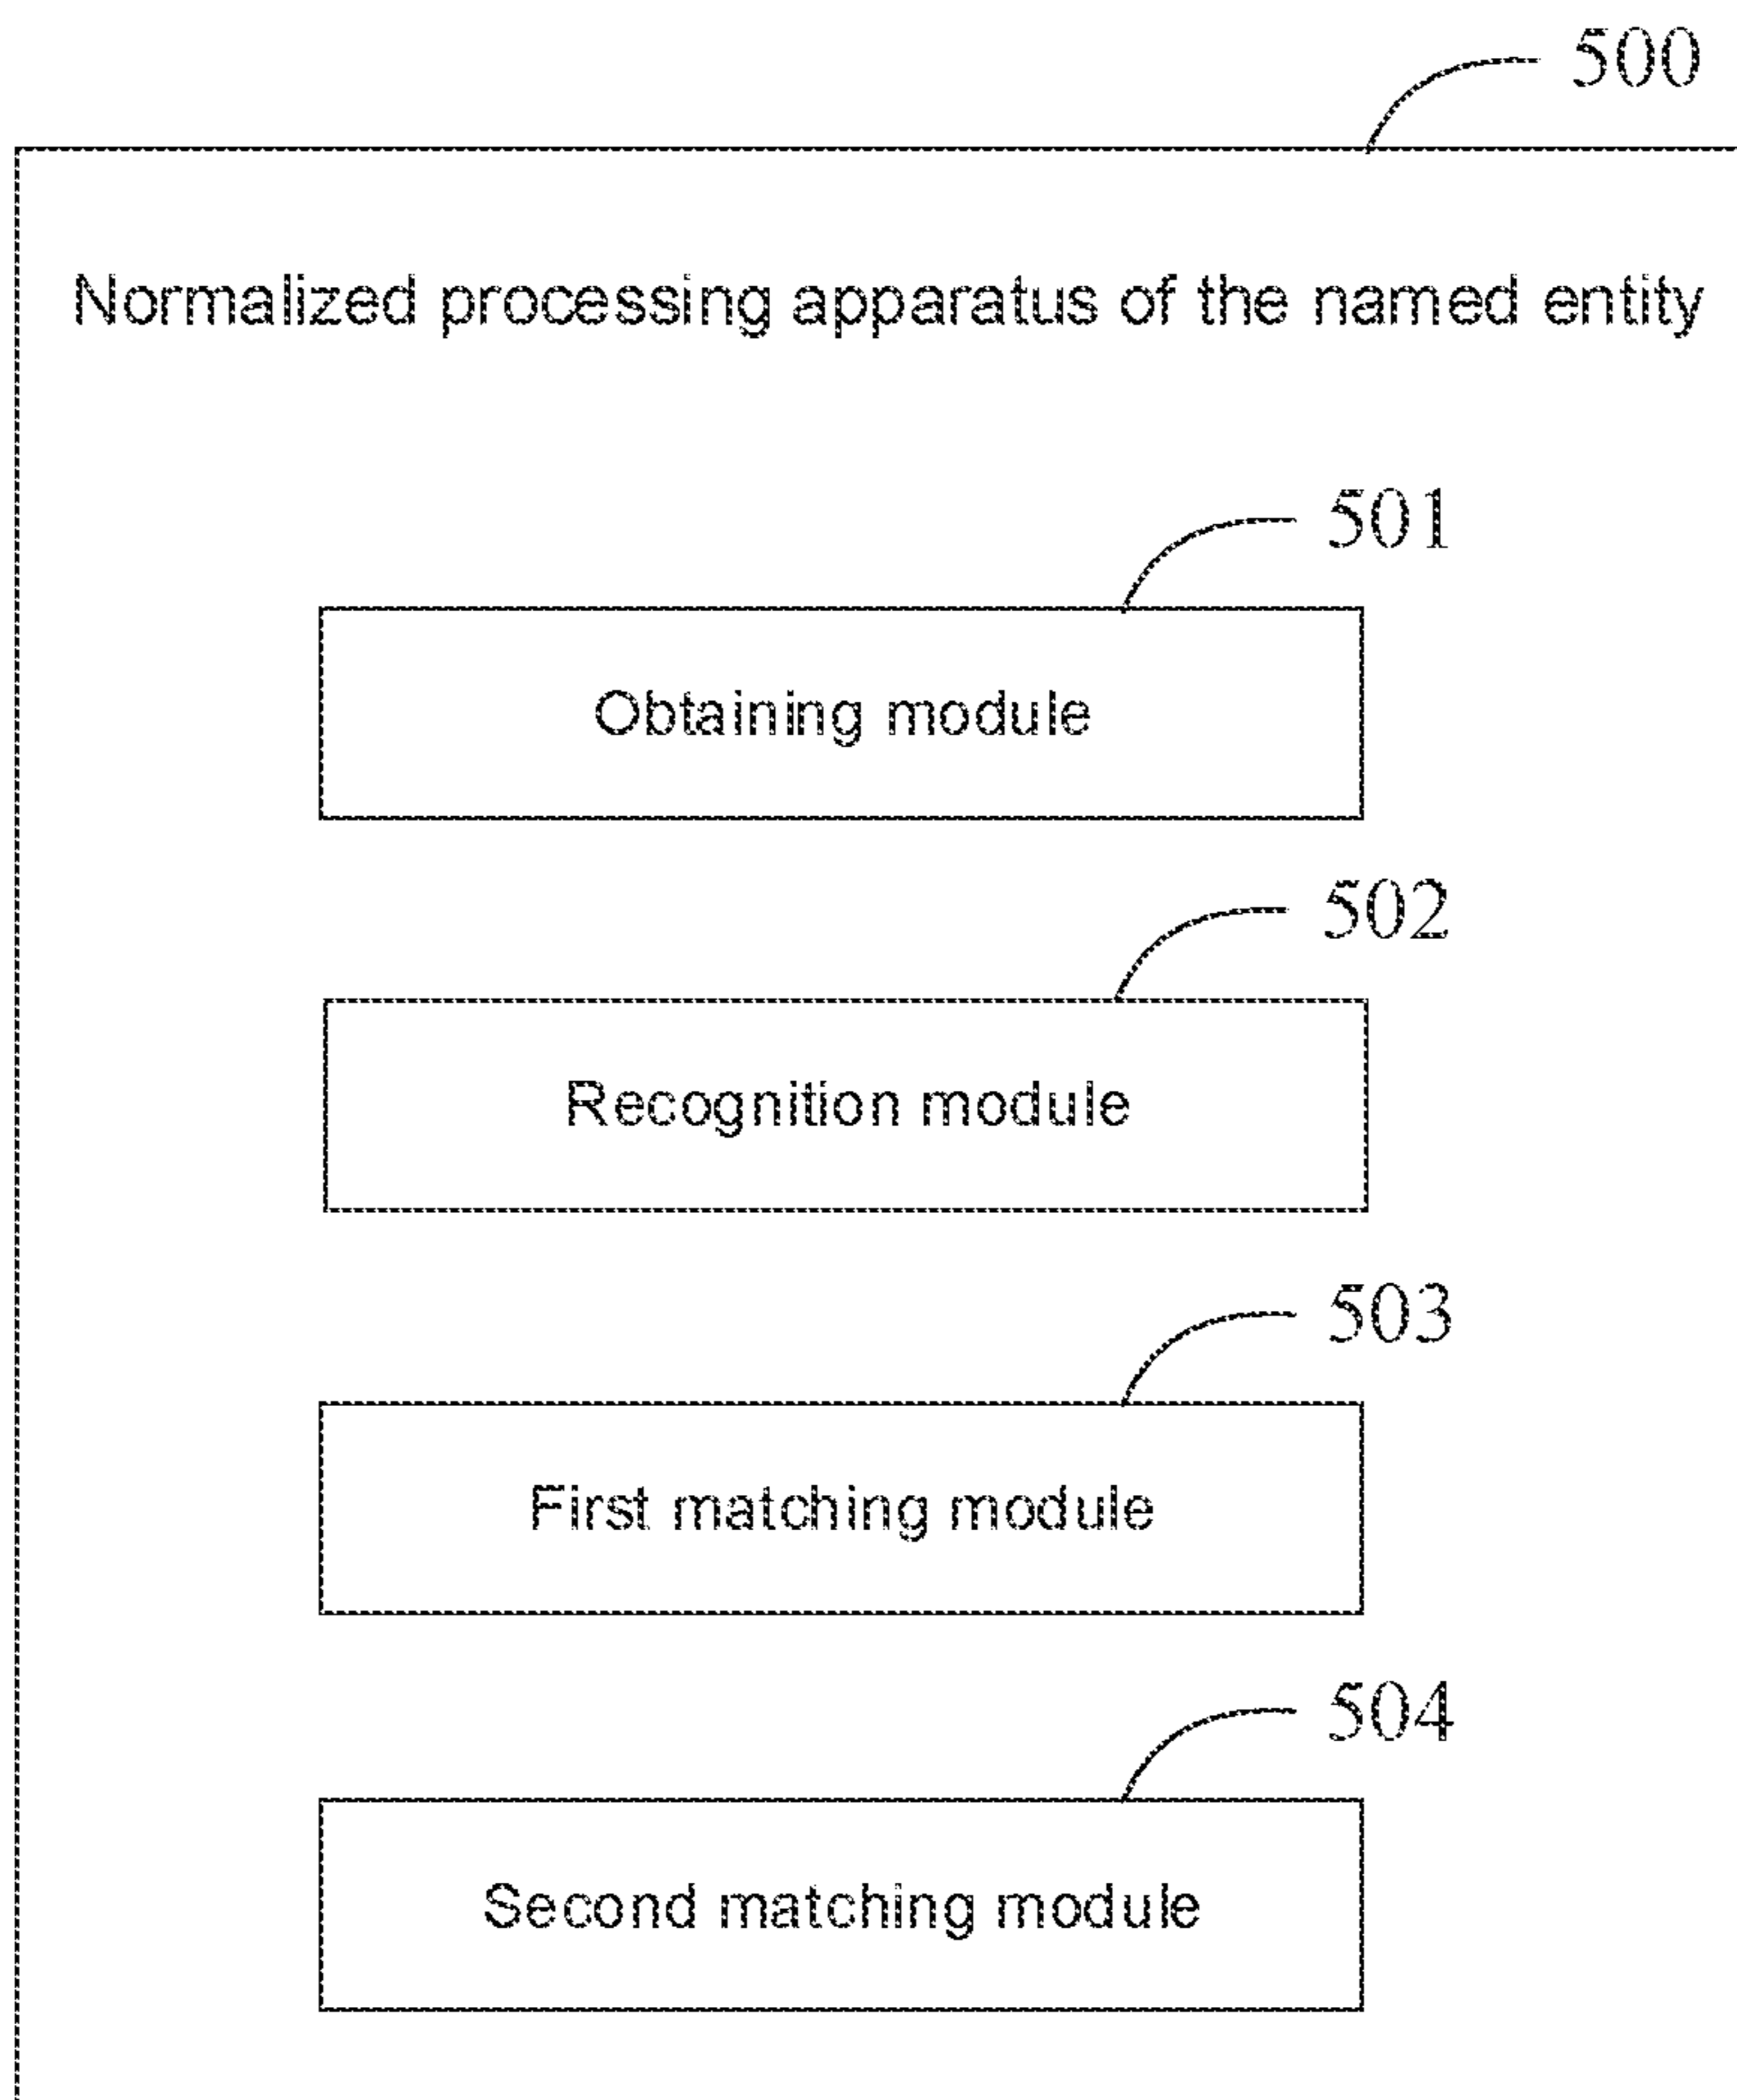 500
Normalized processing apparatus of the named entity
501
Obtaining module
502
Recognition module
503
First matching module
504
Second matching module